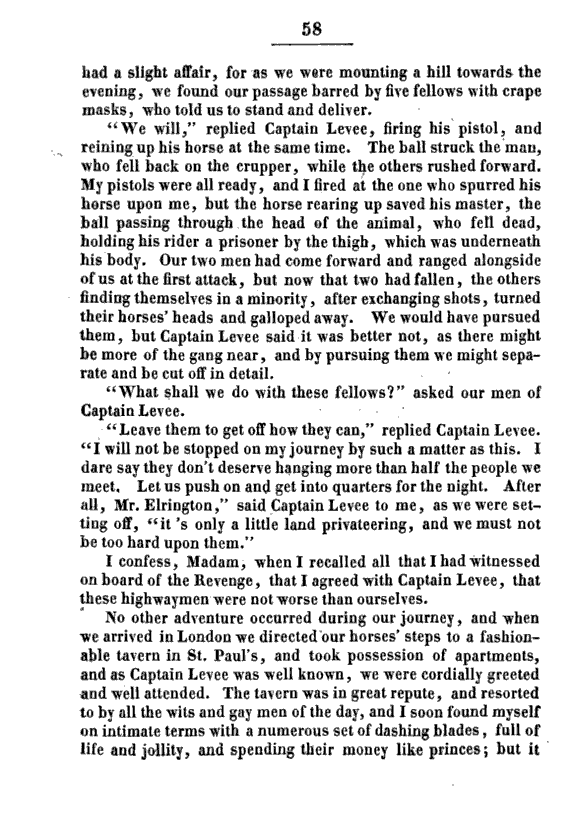 58
had a slight affair, for as we were mounting a hill towards the
evening, we found our passage barred by five fellows with crape
masks, who told us to stand and deliver.
"We will," replied Captain Levee, firing his pistol, and
reining up his horse at the same time. The ball struck the man,
who fell back on the crupper, while the others rushed forward.
My pistols were all ready, and I fired at the one who spurred his
horse upon me, but the horse rearing up saved his master, the
ball passing through the head of the animal, who fell dead,
holding his rider a prisoner by the thigh, which was underneath
his body. Our two men had come forward and ranged alongside
of us at the first attack, but now that two had fallen, the others
finding themselves in a minority, after exchanging shots, turned
their horses' heads and galloped away. We would have pursued
them, but Captain Levee said it was better not, as there might
be more of the gang near, and by pursuing them we might sepa-
rate and be cut off in detail.
"What shall we do with these fellows?" asked our men of
Captain Levee.
"Leave them to get off how they can," replied Captain Levee.
"I will not be stopped on my journey by such a matter as this. I
dare say they don't deserve hanging more than half the people we
meet. Let us push on and get into quarters for the night. After
all, Mr. Elrington," said Captain Levee to me, as we were set-
ting off, "it 's only a little land privateering, and we must not
be too hard upon them."
I confess, Madam, when I recalled all that I had witnessed
on board of the Revenge, that I agreed with Captain Levee, that
these highwaymen were not worse than ourselves.
No other adventure occurred during our journey, and when
we arrived in London we directed our horses' steps to a fashion-
able tavern in St. Paul's, and took possession of apartments,
and as Captain Levee was well known, we were cordially greeted
and well attended. The tavern was in great repute, and resorted
to by all the wits and gay men of the day, and I soon found myself
on intimate terms with a numerous set of dashing blades, full of
life and jollity, and spending their money like princes; but it